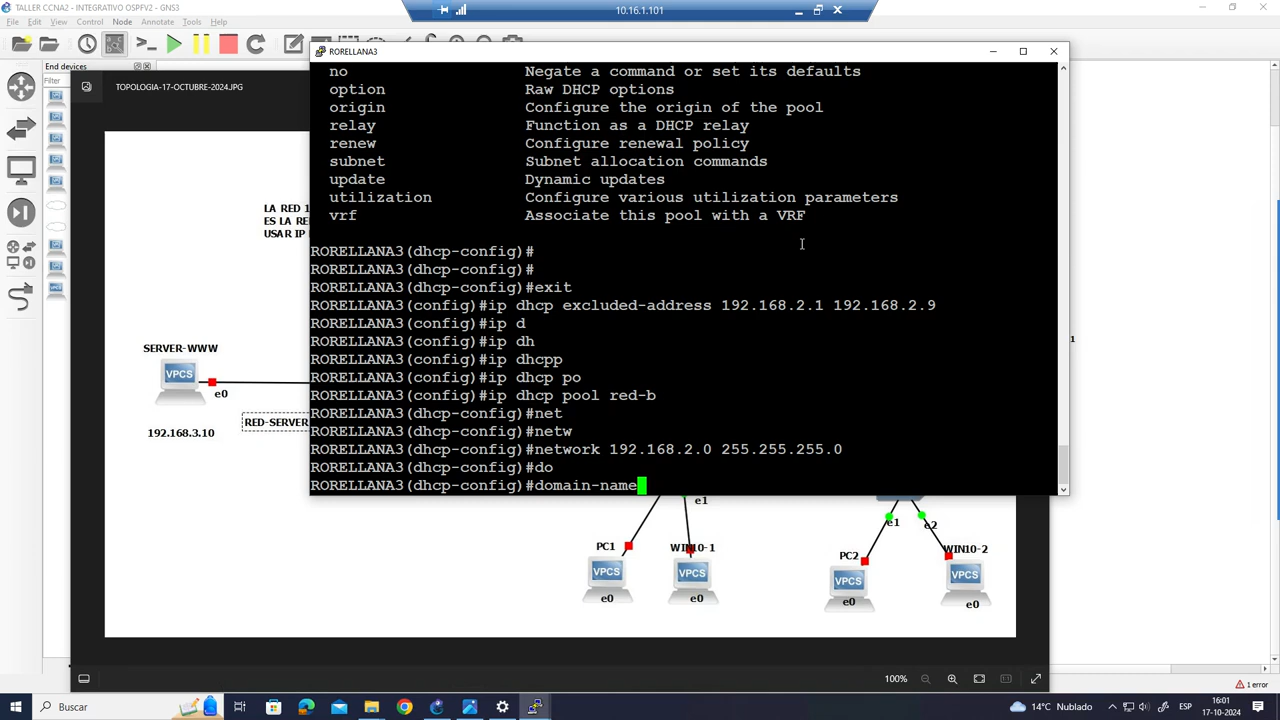 TALLER CCNA2 - INTEGRATIVO OSPFV2 - GNS3
10.16.1.101
File Edit View Control Node Annotate Tools Help
End devices
Filter
TOPOLOGIA-17-OCTUBRE-2024.JPG
RORELLANA3
no Negate a command or set its defaults
option Raw DHCP options
origin Configure the origin of the pool
relay Function as a DHCP relay
renew Configure renewal policy
subnet Subnet allocation commands
update Dynamic updates
utilization Configure various utilization parameters
vrf Associate this pool with a VRF
RORELLANA3(dhcp-config)#
RORELLANA3(dhcp-config)#
RORELLANA3(dhcp-config)#exit
RORELLANA3(config)#ip dhcp excluded-address 192.168.2.1 192.168.2.9
RORELLANA3(config)#ip d
RORELLANA3(config)#ip dh
RORELLANA3(config)#ip dhcpp
RORELLANA3(config)#ip dhcp po
RORELLANA3(config)#ip dhcp pool red-b
RORELLANA3(dhcp-config)#net
RORELLANA3(dhcp-config)#netw
RORELLANA3(dhcp-config)#network 192.168.2.0 255.255.255.0
RORELLANA3(dhcp-config)#do
RORELLANA3(dhcp-config)#domain-name
LA RED 1
ES LA RE
USAR IP
SERVER-WWW
VPCS
e0
192.168.3.10
RED-SERVER
1
e1
PC1
WIN10-1
VPCS
VPCS
e0
e0
e1
e2
PC2
WIN10-2
VPCS
VPCS
e0
e0
100%
1 error
Buscar
14°C Nublado
ESP
16:01
17-10-2024